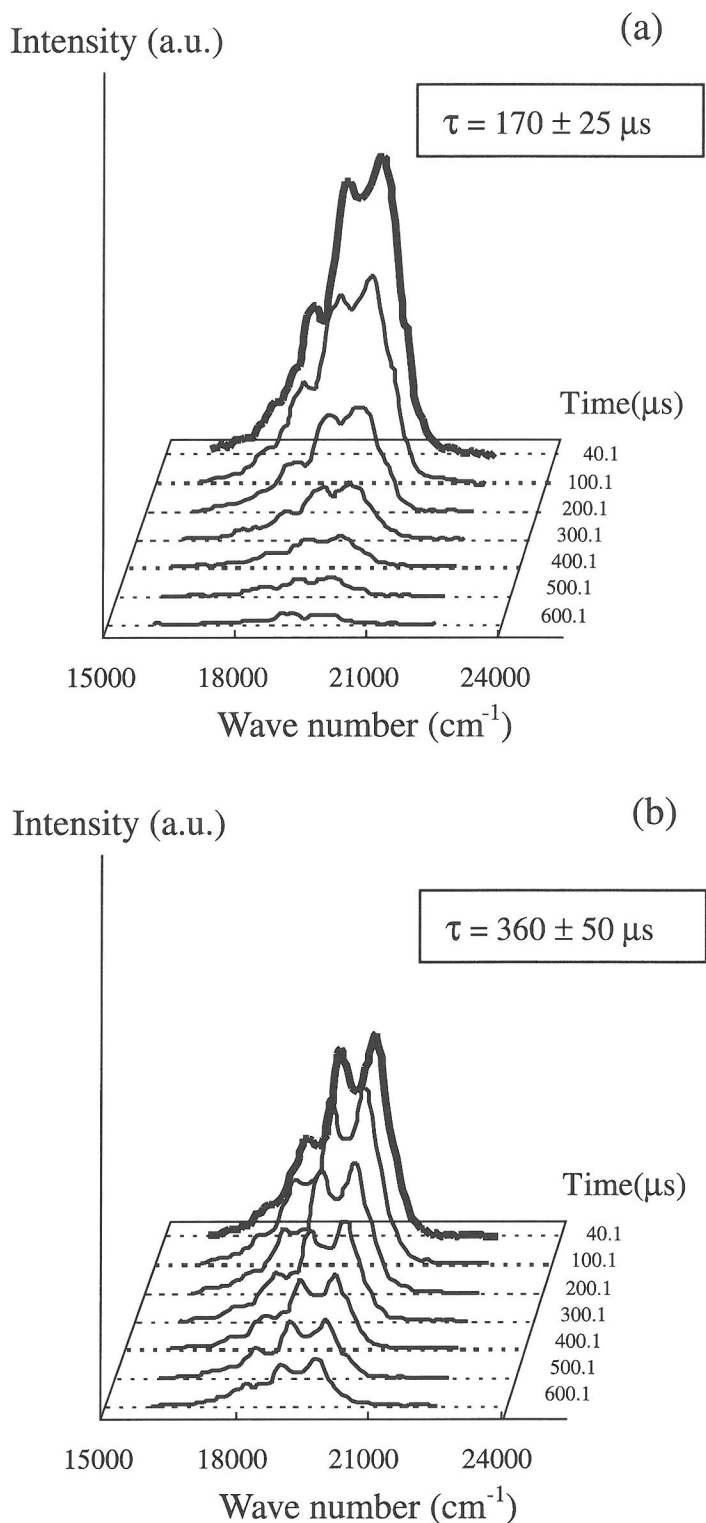 (a)
Intensity (a.u.)
τ = 170 ± 25 μs
Time(μs)
40.1
100.1
200.1
300.1
400.1
500.1
600.1
15000 18000 21000 24000
Wave number (cm⁻¹)
(b)
Intensity (a.u.)
τ = 360 ± 50 μs
Time(μs)
40.1
100.1
200.1
300.1
400.1
500.1
600.1
15000 18000 21000 24000
Wave number (cm⁻¹)